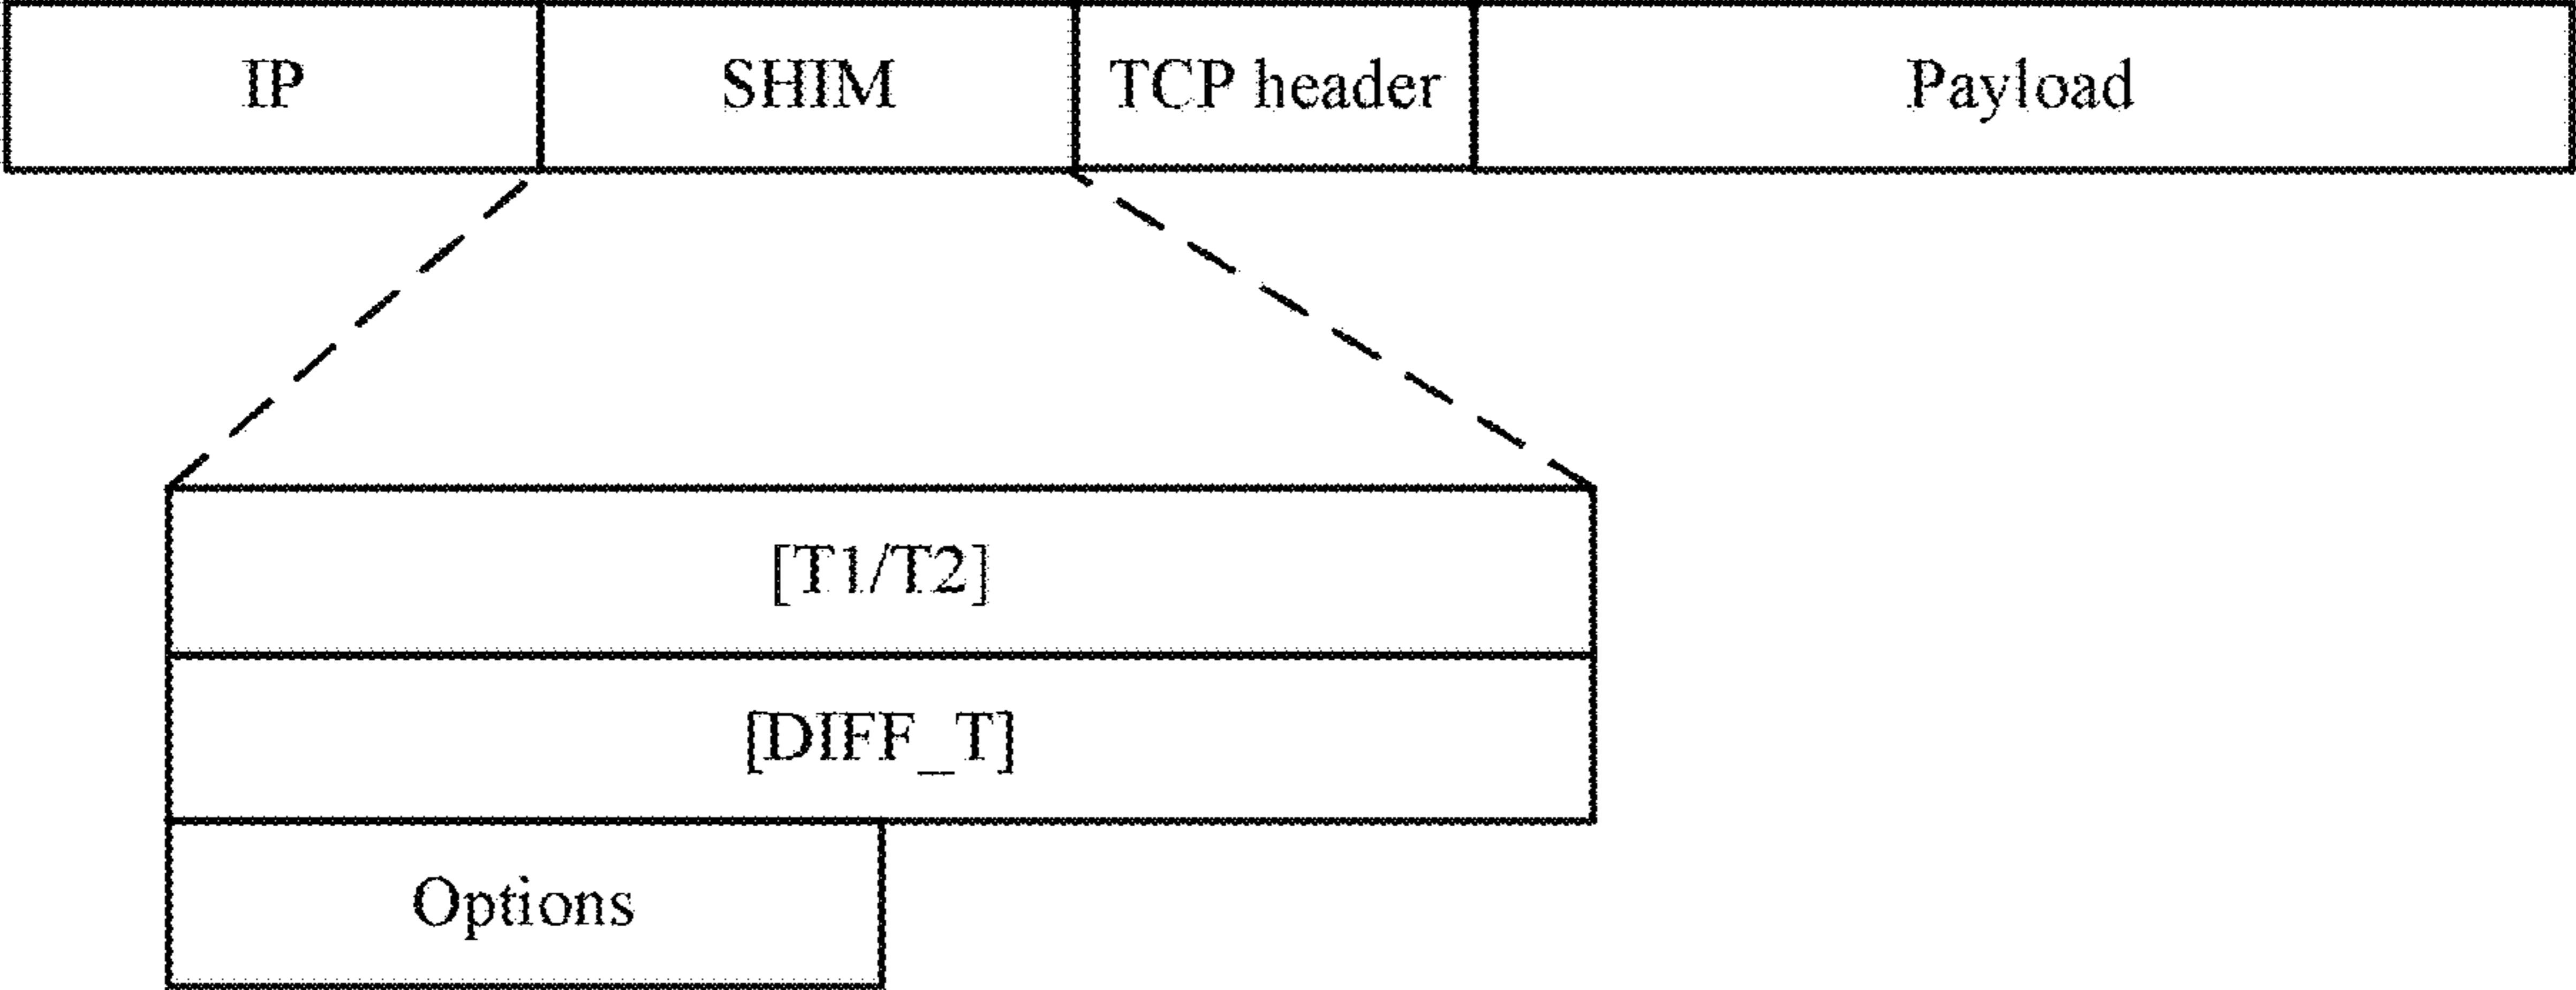 IP SHIM TCP header Payload
[T1/T2]
[DIFF_T]
Options